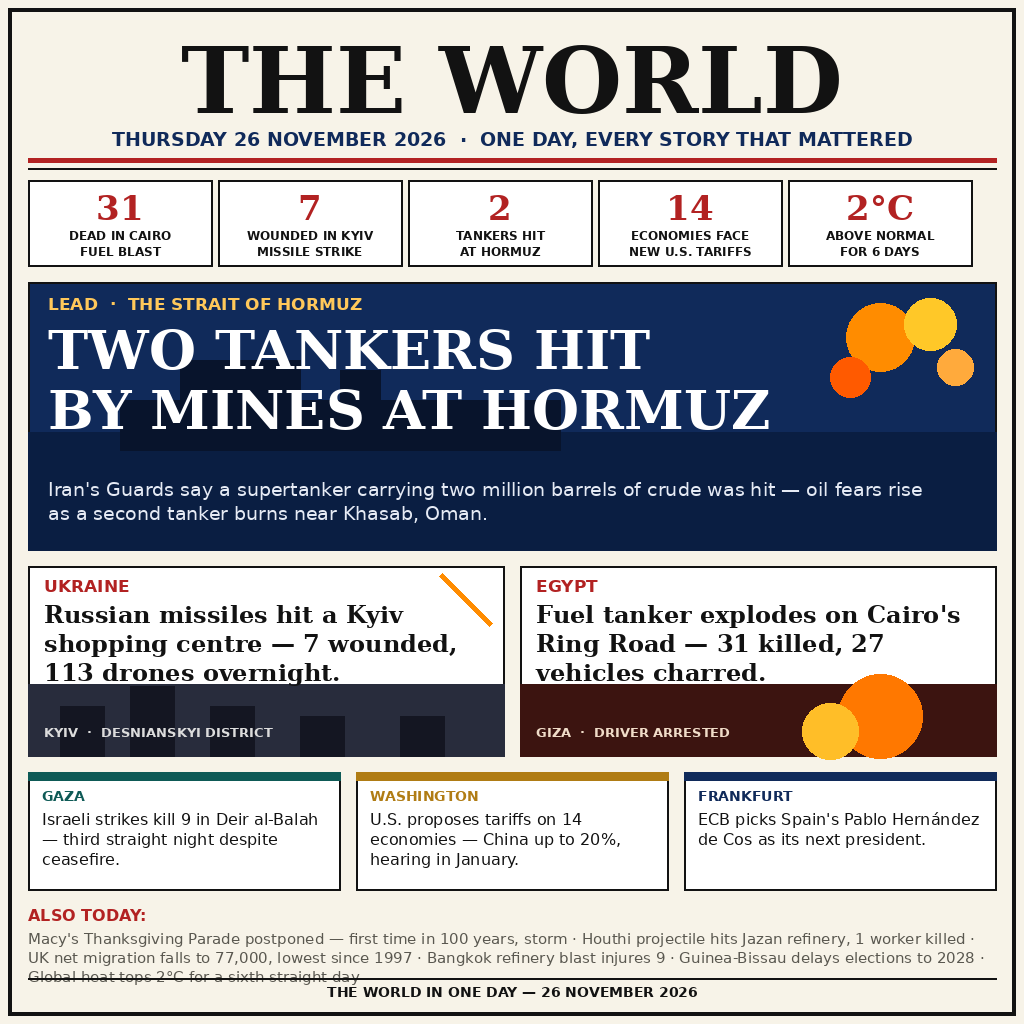 THE WORLD
THURSDAY 26 NOVEMBER 2026 · ONE DAY, EVERY STORY THAT MATTERED
31
DEAD IN CAIRO
FUEL BLAST
7
WOUNDED IN KYIV
MISSILE STRIKE
2
TANKERS HIT
AT HORMUZ
14
ECONOMIES FACE
NEW U.S. TARIFFS
2°C
ABOVE NORMAL
FOR 6 DAYS
LEAD · THE STRAIT OF HORMUZ
TWO TANKERS HIT
BY MINES AT HORMUZ
Iran's Guards say a supertanker carrying two million barrels of crude was hit — oil fears rise
as a second tanker burns near Khasab, Oman.
UKRAINE
Russian missiles hit a Kyiv
shopping centre — 7 wounded,
113 drones overnight.
KYIV · DESNIANSKYI DISTRICT
EGYPT
Fuel tanker explodes on Cairo's
Ring Road — 31 killed, 27
vehicles charred.
GIZA · DRIVER ARRESTED
GAZA
Israeli strikes kill 9 in Deir al-Balah
— third straight night despite
ceasefire.
WASHINGTON
U.S. proposes tariffs on 14
economies — China up to 20%,
hearing in January.
FRANKFURT
ECB picks Spain's Pablo Hernández
de Cos as its next president.
ALSO TODAY:
Macy's Thanksgiving Parade postponed — first time in 100 years, storm · Houthi projectile hits Jazan refinery, 1 worker killed ·
UK net migration falls to 77,000, lowest since 1997 · Bangkok refinery blast injures 9 · Guinea-Bissau delays elections to 2028 ·
Global heat tops 2°C for a sixth straight day
THE WORLD IN ONE DAY — 26 NOVEMBER 2026